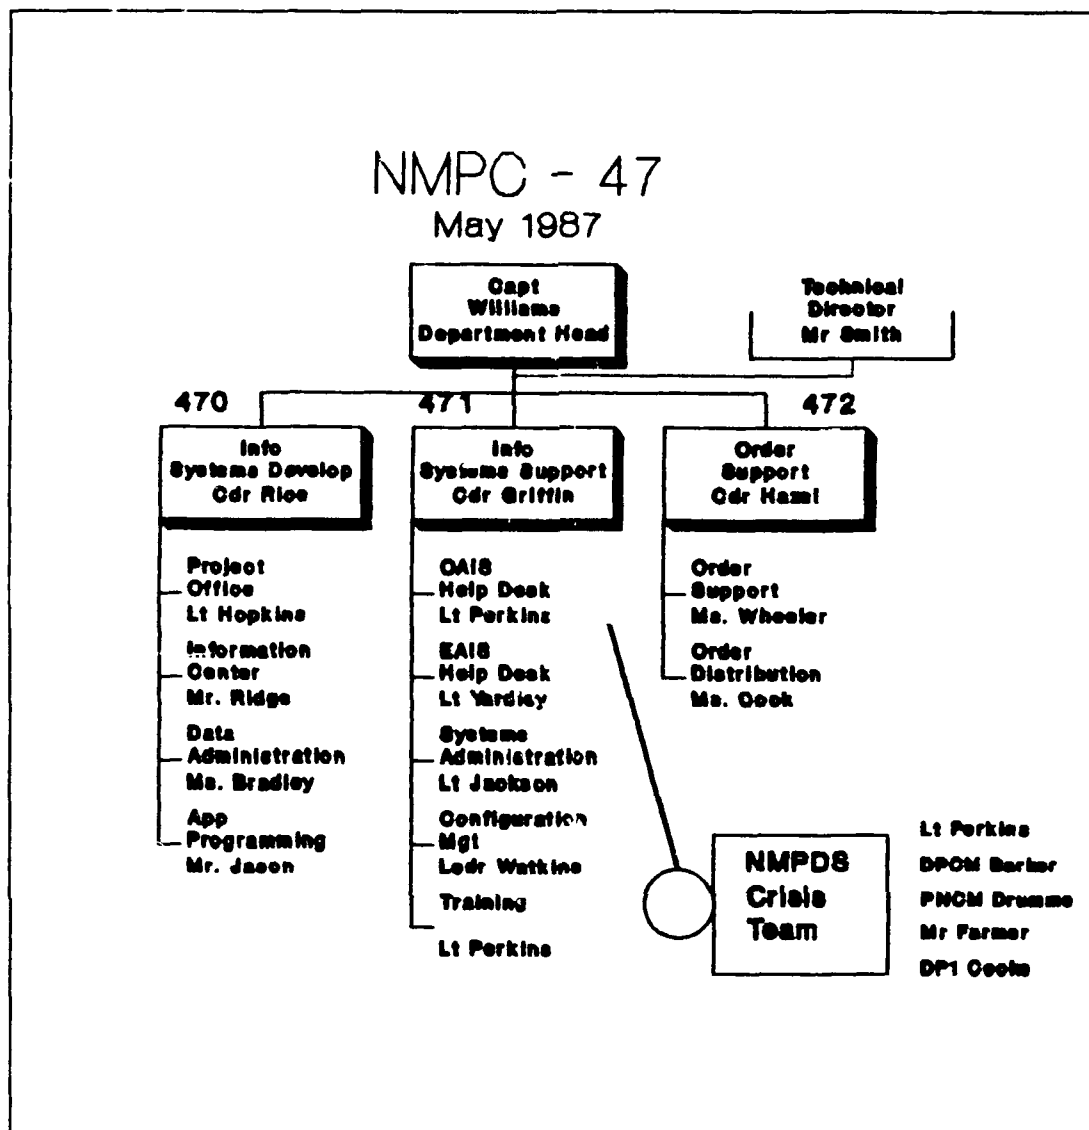 NMPC - 47
May 1987
Capt
Williams
Department Head
Technical
Director
Mr Smith
470
Info
Systems Develop
Cdr Rice
Project
Office
Lt Hopkins
Information
Center
Mr. Ridge
Data
Administration
Ms. Bradley
App
Programming
Mr. Jason
471
Info
Systems Support
Cdr Griffin
OAIS
Help Desk
Lt Perkins
EAIS
Help Desk
Lt Yardley
Systems
Administration
Lt Jackson
Configuration
Mgt
Lcdr Watkins
Training
Lt Perkins
472
Order
Support
Cdr Hazel
Order
Support
Ms. Wheeler
Order
Distribution
Ms. Cook
NMPDS
Crisis
Team
Lt Perkins
DPCM Barker
PNCM Drumme
Mr Farmer
DP1 Cooke